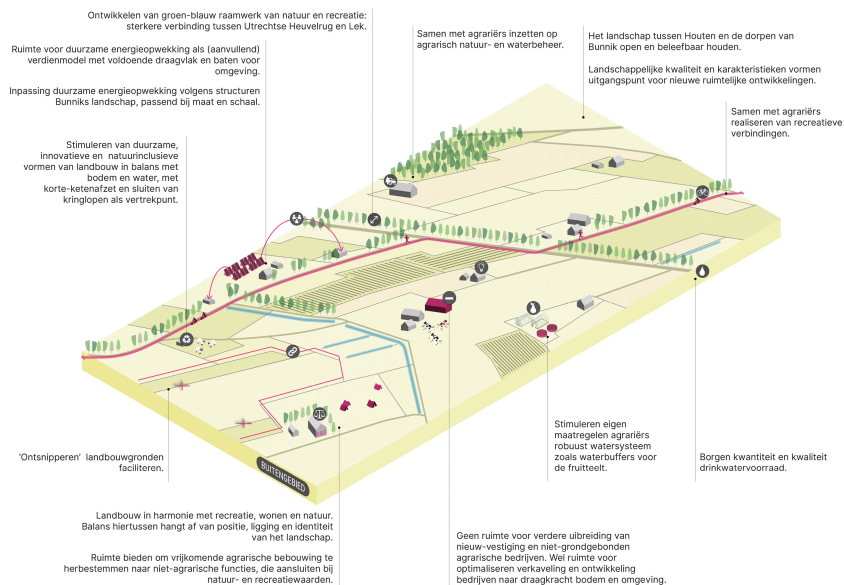 Ontwikkelen van groen-blauw raamwerk van natuur en recreatie:
sterkere verbinding tussen Utrechtse Heuvelrug en Lek.
Ruimte voor duurzame energieopwekking als (aanvullend)
verdienmodel met voldoende draagvlak en baten voor
omgeving.
Inpassing duurzame energieopwekking volgens structuren
Bunniks landschap, passend bij maat en schaal.
Stimuleren van duurzame,
innovatieve en natuurinclusieve
vormen van landbouw in balans met
bodem en water, met
korte-ketenafzet en sluiten van
kringlopen als vertrekpunt.
Samen met agrariërs inzetten op
agrarisch natuur- en waterbeheer.
Het landschap tussen Houten en de dorpen van
Bunnik open en beleefbaar houden.
Landschappelijke kwaliteit en karakteristieken vormen
uitgangspunt voor nieuwe ruimtelijke ontwikkelingen.
Samen met agrariërs
realiseren van recreatieve
verbindingen.
'Ontsnipperen' landbouwgronden
faciliteren.
BUITENGEBIED
Stimuleren eigen
maatregelen agrariërs
robuust watersysteem
zoals waterbuffers voor
de fruitteelt.
Borgen kwantiteit en kwaliteit
drinkwatervoorraad.
Landbouw in harmonie met recreatie, wonen en natuur.
Balans hiertussen hangt af van positie, ligging en identiteit
van het landschap.
Ruimte bieden om vrijkomende agrarische bebouwing te
herbestemmen naar niet-agrarische functies, die aansluiten bij
natuur- en recreatiewaarden.
Geen ruimte voor verdere uibreiding van
nieuw-vestiging en niet-grondgebonden
agrarische bedrijven. Wel ruimte voor
optimaliseren verkaveling en ontwikkeling
bedrijven naar draagkracht bodem en omgeving.